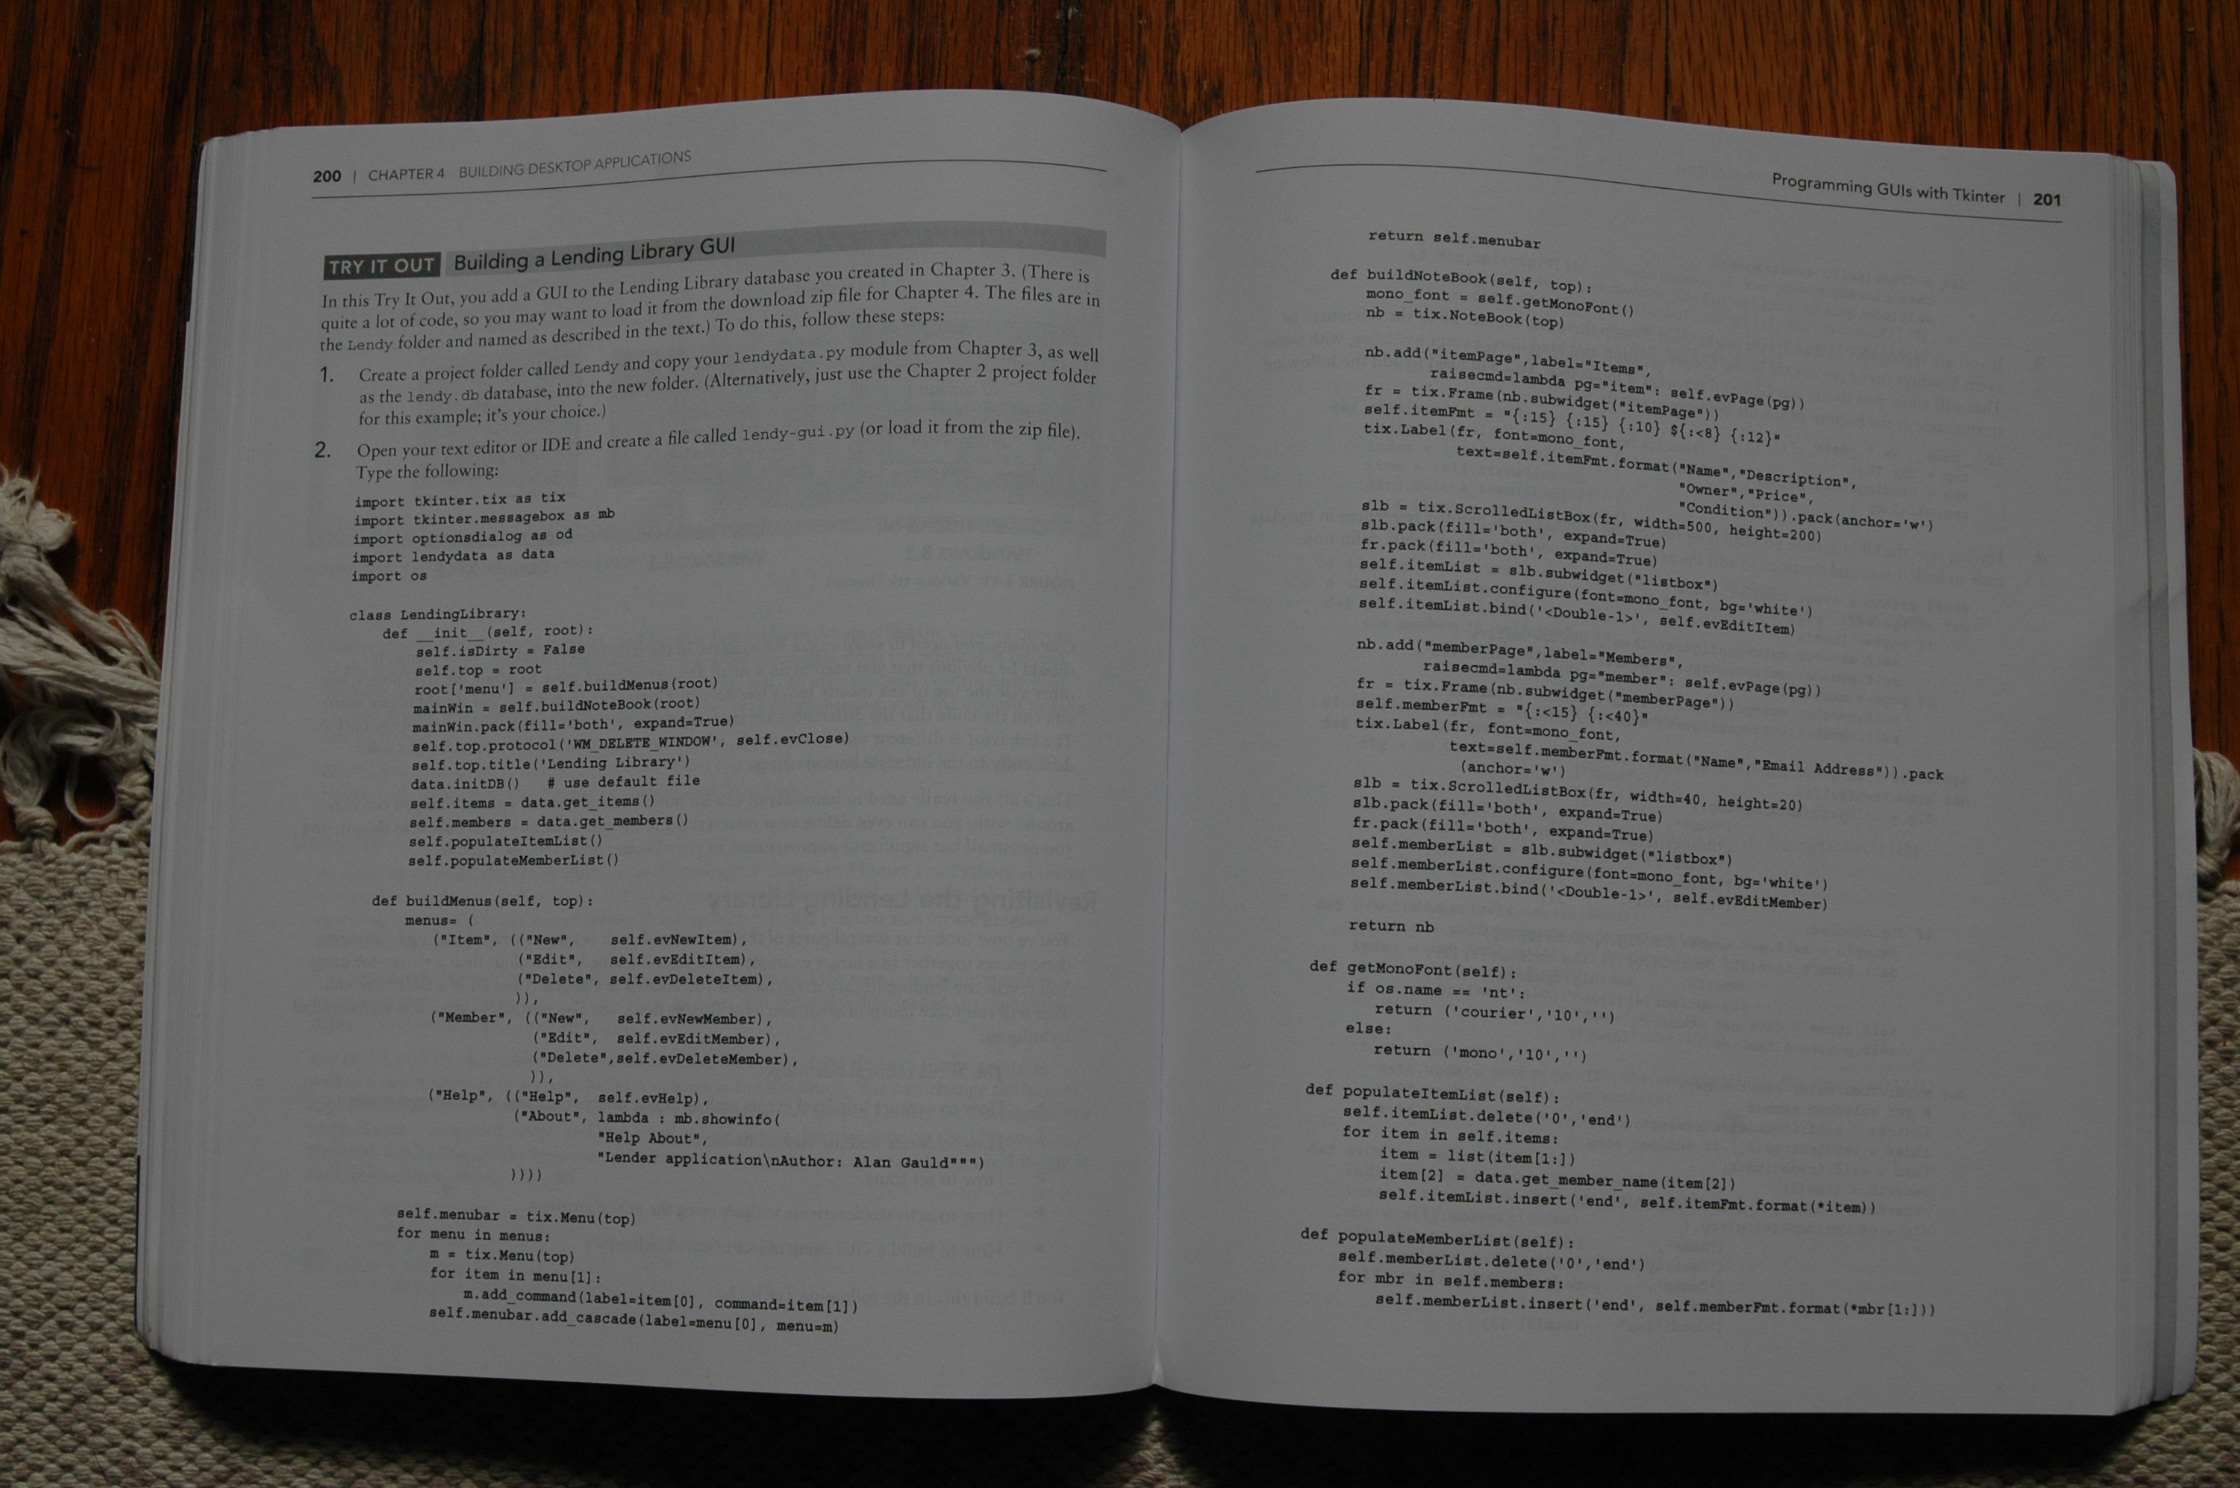 200 | CHAPTER 4 BUILDING DESKTOP APPLICATIONS
TRY IT OUT Building a Lending Library GUI
In this Try It Out, you add a GUI to the Lending Library database you created in Chapter 3. (There is
quite a lot of code, so you may want to load it from the download zip file for Chapter 4. The files are in
the Lendy folder and named as described in the text.) To do this, follow these steps:
1. Create a project folder called Lendy and copy your lendydata.py module from Chapter 3, as well
as the lendy.db database, into the new folder. (Alternatively, just use the Chapter 2 project folder
for this example; it's your choice.)
2. Open your text editor or IDE and create a file called lendy-gui.py (or load it from the zip file).
Type the following:
import tkinter.tix as tix
import tkinter.messagebox as mb
import optionsdialog as od
import lendydata as data
import os
class LendingLibrary:
def __init__(self, root):
self.isDirty = False
self.top = root
root['menu'] = self.buildMenus(root)
mainWin = self.buildNoteBook(root)
mainWin.pack(fill='both', expand=True)
self.top.protocol('WM_DELETE_WINDOW', self.evClose)
self.top.title('Lending Library')
data.initDB() # use default file
self.items = data.get_items()
self.members = data.get_members()
self.populateItemList()
self.populateMemberList()
def buildMenus(self, top):
menus= (
("Item", (("New", self.evNewItem),
("Edit", self.evEditItem),
("Delete", self.evDeleteItem),
)),
("Member", (("New", self.evNewMember),
("Edit", self.evEditMember),
("Delete",self.evDeleteMember),
)),
("Help", (("Help", self.evHelp),
("About", lambda : mb.showinfo(
"Help About",
"Lender application\nAuthor: Alan Gauld""")
))))
self.menubar = tix.Menu(top)
for menu in menus:
m = tix.Menu(top)
for item in menu[1]:
m.add_command(label=item[0], command=item[1])
self.menubar.add_cascade(label=menu[0], menu=m)
Programming GUIs with Tkinter | 201
return self.menubar
def buildNoteBook(self, top):
mono_font = self.getMonoFont()
nb = tix.NoteBook(top)
nb.add("itemPage",label="Items",
raisecmd=lambda pg="item": self.evPage(pg))
fr = tix.Frame(nb.subwidget("itemPage"))
self.itemFmt = "{:15} {:15} {:10} ${:<8} {:12}"
tix.Label(fr, font=mono_font,
text=self.itemFmt.format("Name","Description",
"Owner","Price",
"Condition")).pack(anchor='w')
slb = tix.ScrolledListBox(fr, width=500, height=200)
slb.pack(fill='both', expand=True)
fr.pack(fill='both', expand=True)
self.itemList = slb.subwidget("listbox")
self.itemList.configure(font=mono_font, bg='white')
self.itemList.bind('<Double-1>', self.evEditItem)
nb.add("memberPage",label="Members",
raisecmd=lambda pg="member": self.evPage(pg))
fr = tix.Frame(nb.subwidget("memberPage"))
self.memberFmt = "{:<15} {:<40}"
tix.Label(fr, font=mono_font,
text=self.memberFmt.format("Name","Email Address")).pack
(anchor='w')
slb = tix.ScrolledListBox(fr, width=40, height=20)
slb.pack(fill='both', expand=True)
fr.pack(fill='both', expand=True)
self.memberList = slb.subwidget("listbox")
self.memberList.configure(font=mono_font, bg='white')
self.memberList.bind('<Double-1>', self.evEditMember)
return nb
def getMonoFont(self):
if os.name == 'nt':
return ('courier','10','')
else:
return ('mono','10','')
def populateItemList(self):
self.itemList.delete('0','end')
for item in self.items:
item = list(item[1:])
item[2] = data.get_member_name(item[2])
self.itemList.insert('end', self.itemFmt.format(*item))
def populateMemberList(self):
self.memberList.delete('0','end')
for mbr in self.members:
self.memberList.insert('end', self.memberFmt.format(*mbr[1:]))